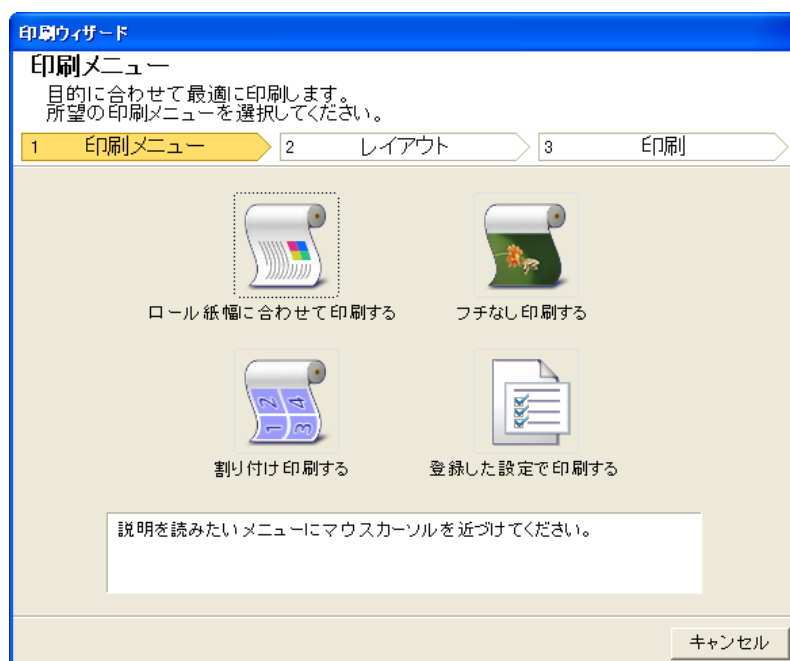 印刷ウィザード
印刷メニュー
目的に合わせて最適に印刷します。
所望の印刷メニューを選択してください。
1 印刷メニュー 2 レイアウト 3 印刷
ロール紙幅に合わせて印刷する フチなし印刷する
2 4
1 3
割り付け印刷する 登録した設定で印刷する
説明を読みたいメニューにマウスカーソルを近づけてください。
キャンセル